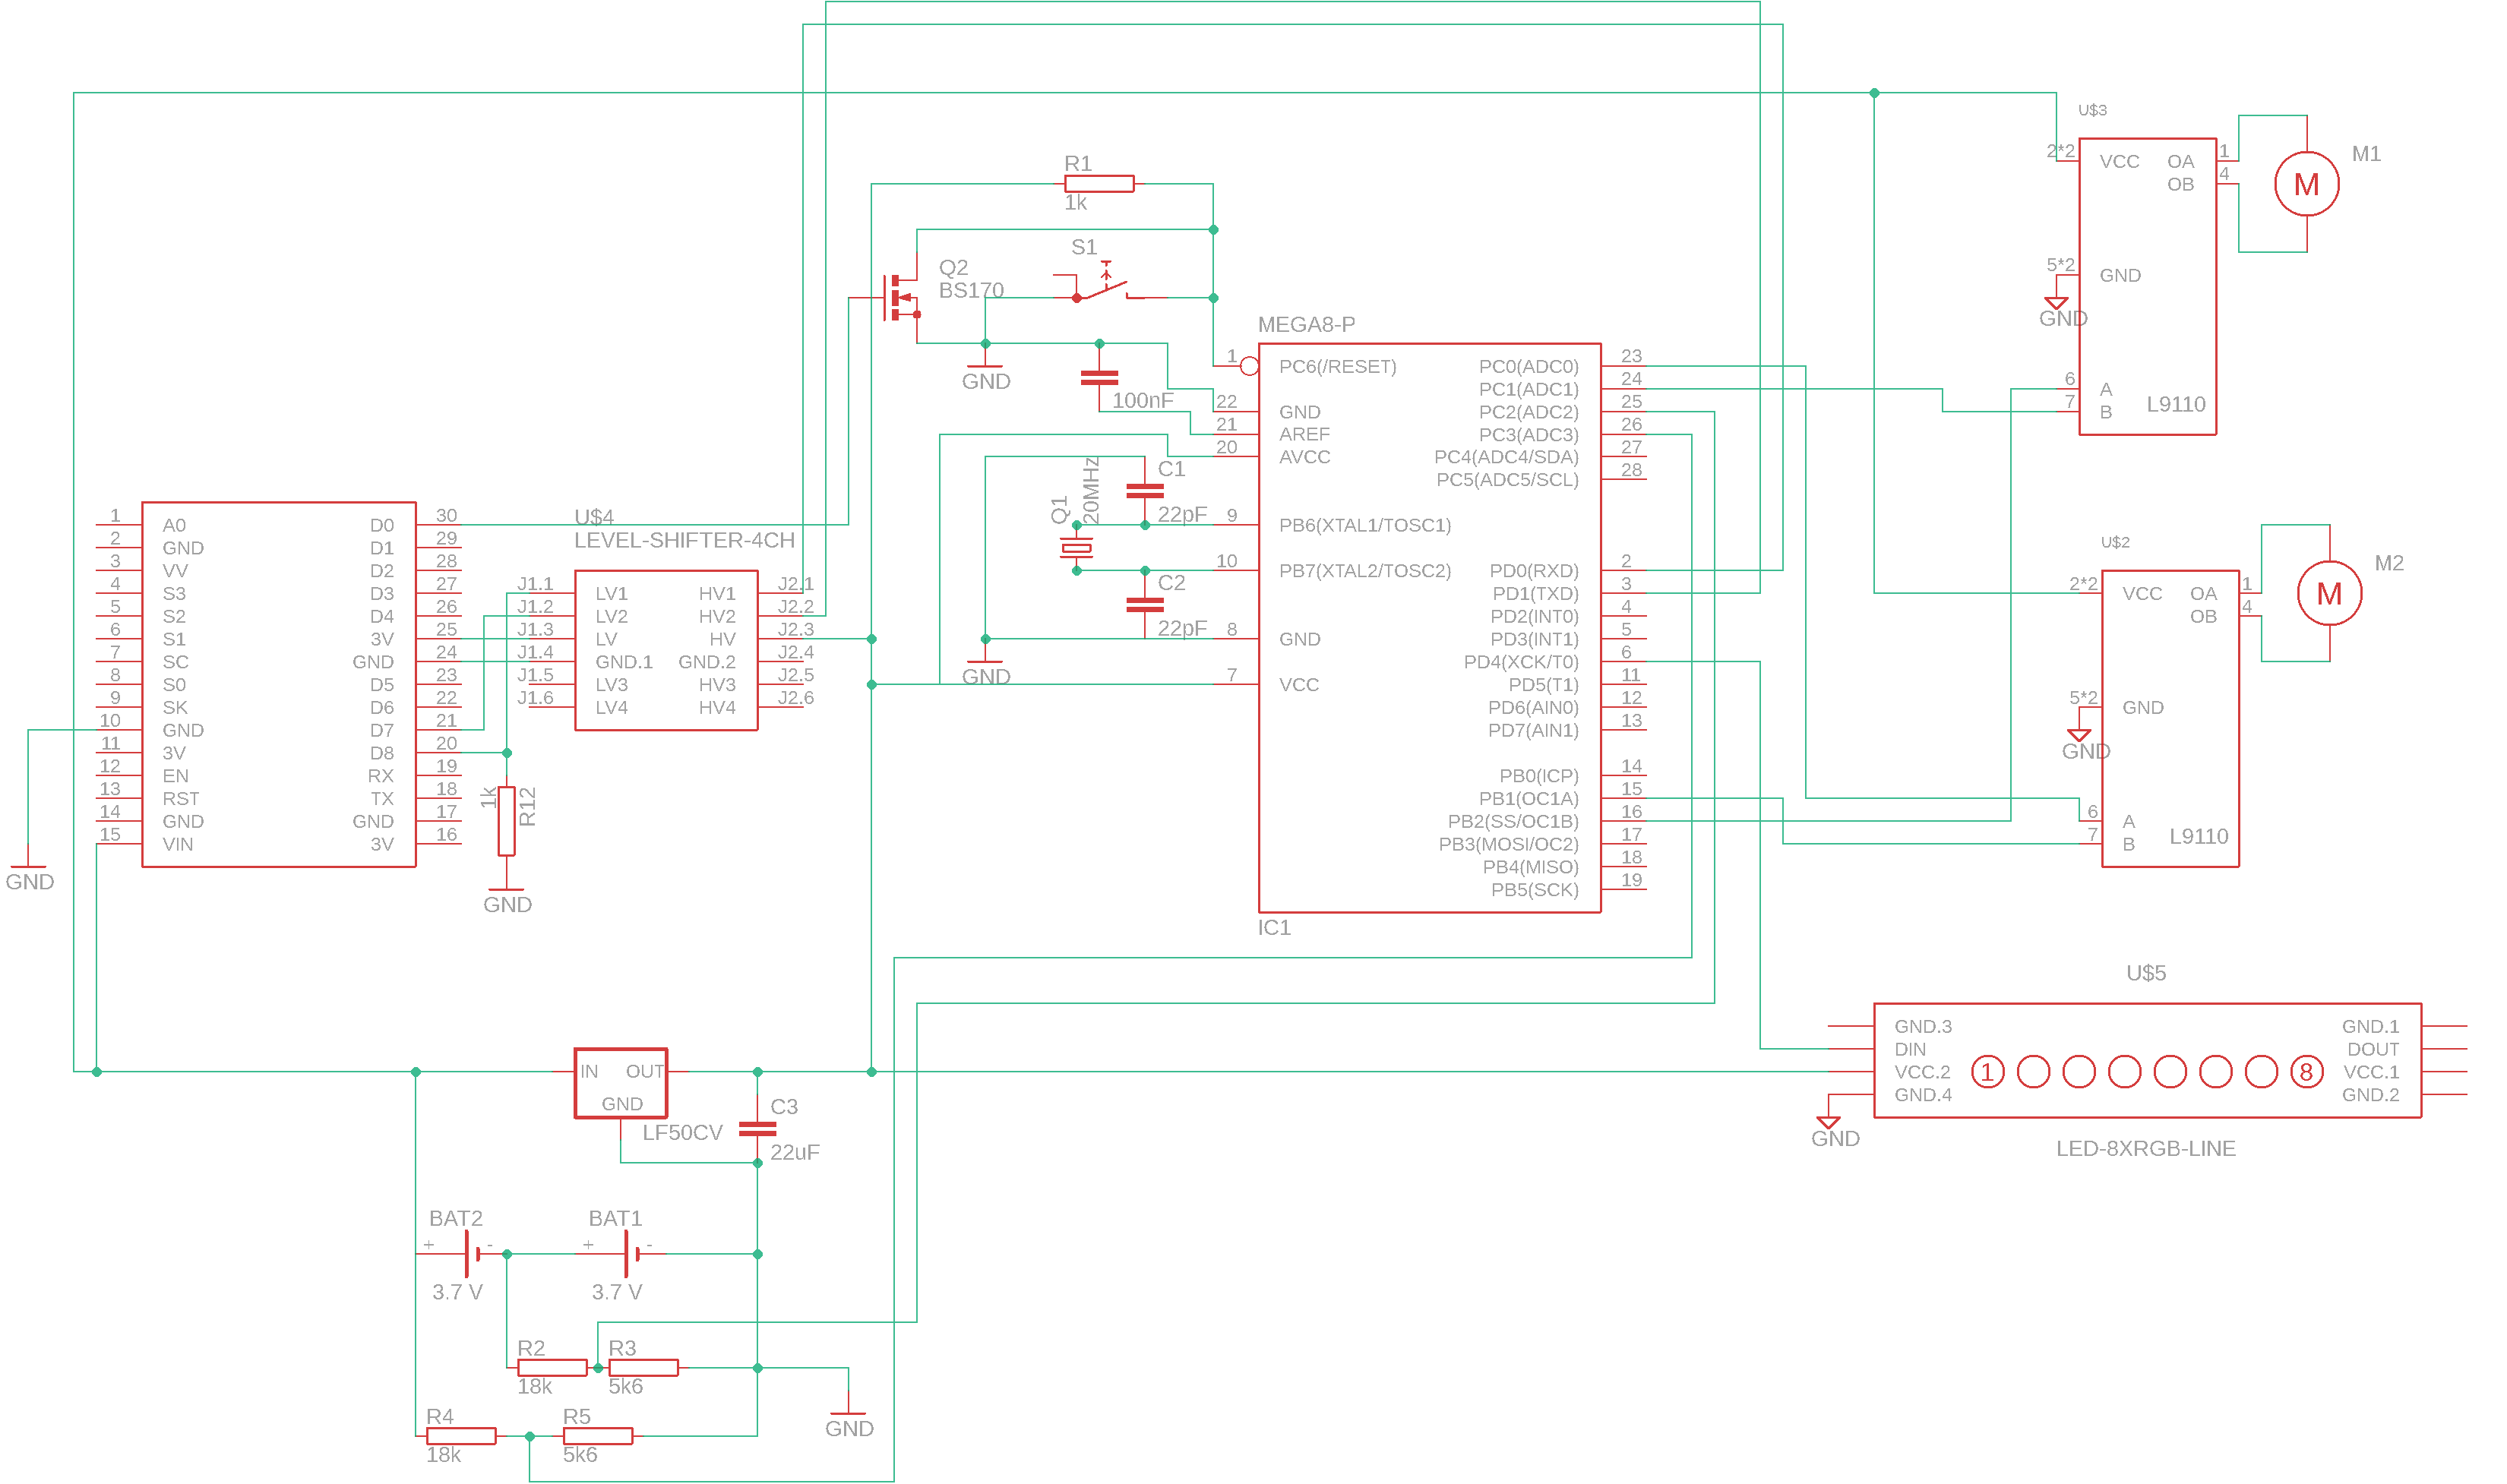 U$3
2*2 VCC OA 1
OB 4
M
M1
5*2 GND
GND
6 A
7 B
L9110
R1
1k
S1
Q2
BS170
GND
100nF
MEGA8-P
1 PC6(/RESET) PC0(ADC0) 23
PC1(ADC1) 24
22 GND PC2(ADC2) 25
21 AREF PC3(ADC3) 26
20 AVCC PC4(ADC4/SDA) 27
PC5(ADC5/SCL) 28
9 PB6(XTAL1/TOSC1)
10 PB7(XTAL2/TOSC2) PD0(RXD) 2
PD1(TXD) 3
PD2(INT0) 4
8 GND PD3(INT1) 5
PD4(XCK/T0) 6
7 VCC PD5(T1) 11
PD6(AIN0) 12
PD7(AIN1) 13
PB0(ICP) 14
PB1(OC1A) 15
PB2(SS/OC1B) 16
PB3(MOSI/OC2) 17
PB4(MISO) 18
PB5(SCK) 19
IC1
C1
22pF
Q1
20MHz
C2
22pF
GND
1 A0 D0 30
2 GND D1 29
3 VV D2 28
4 S3 D3 27
5 S2 D4 26
6 S1 3V 25
7 SC GND 24
8 S0 D5 23
9 SK D6 22
10 GND D7 21
11 3V D8 20
12 EN RX 19
13 RST TX 18
14 GND GND 17
15 VIN 3V 16
GND
U$4
LEVEL-SHIFTER-4CH
J1.1 LV1 HV1 J2.1
J1.2 LV2 HV2 J2.2
J1.3 LV HV J2.3
J1.4 GND.1 GND.2 J2.4
J1.5 LV3 HV3 J2.5
J1.6 LV4 HV4 J2.6
1k
R12
GND
U$2
2*2 VCC OA 1
OB 4
M
M2
5*2 GND
GND
6 A
7 B
L9110
U$5
GND.3 GND.1
DIN DOUT
VCC.2 1 8 VCC.1
GND.4 GND.2
GND
LED-8XRGB-LINE
IN OUT
GND
LF50CV
C3
22uF
BAT2
+ -
3.7 V
BAT1
+ -
3.7 V
R2
18k
R3
5k6
R4
18k
R5
5k6
GND